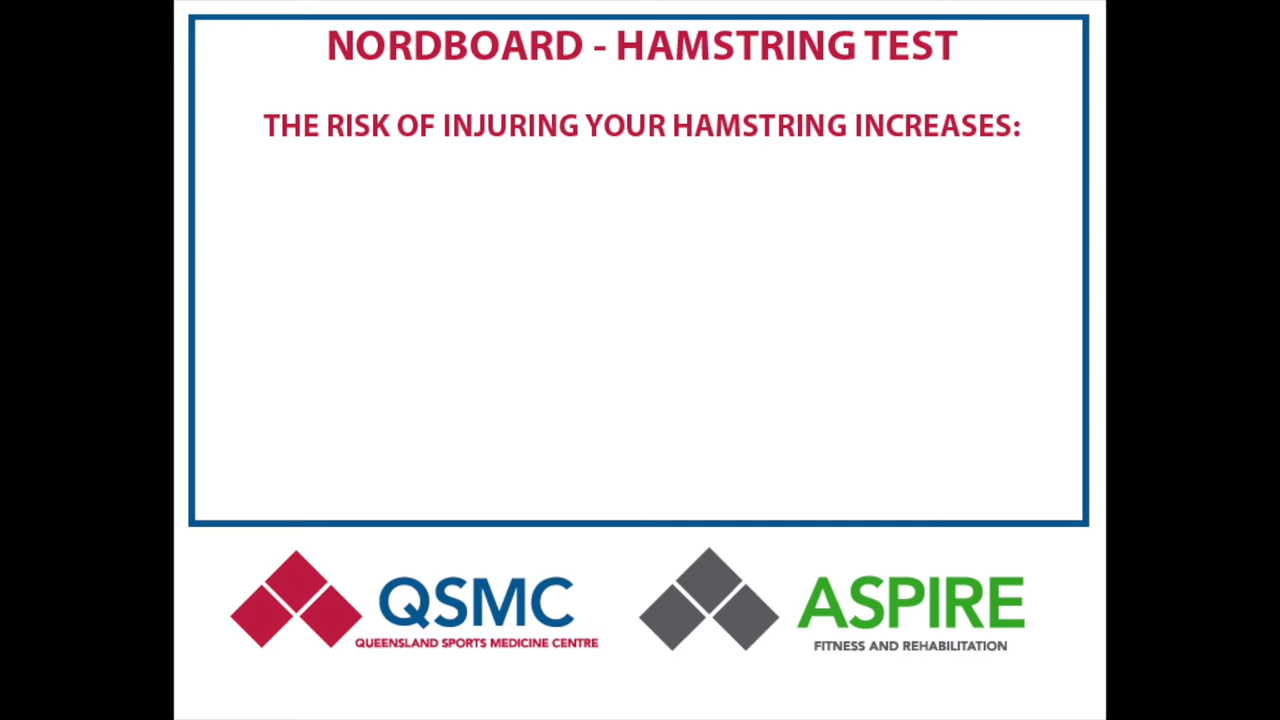 NORDBOARD - HAMSTRING TEST
THE RISK OF INJURING YOUR HAMSTRING INCREASES:
QSMC
QUEENSLAND SPORTS MEDICINE CENTRE
ASPIRE
FITNESS AND REHABILITATION